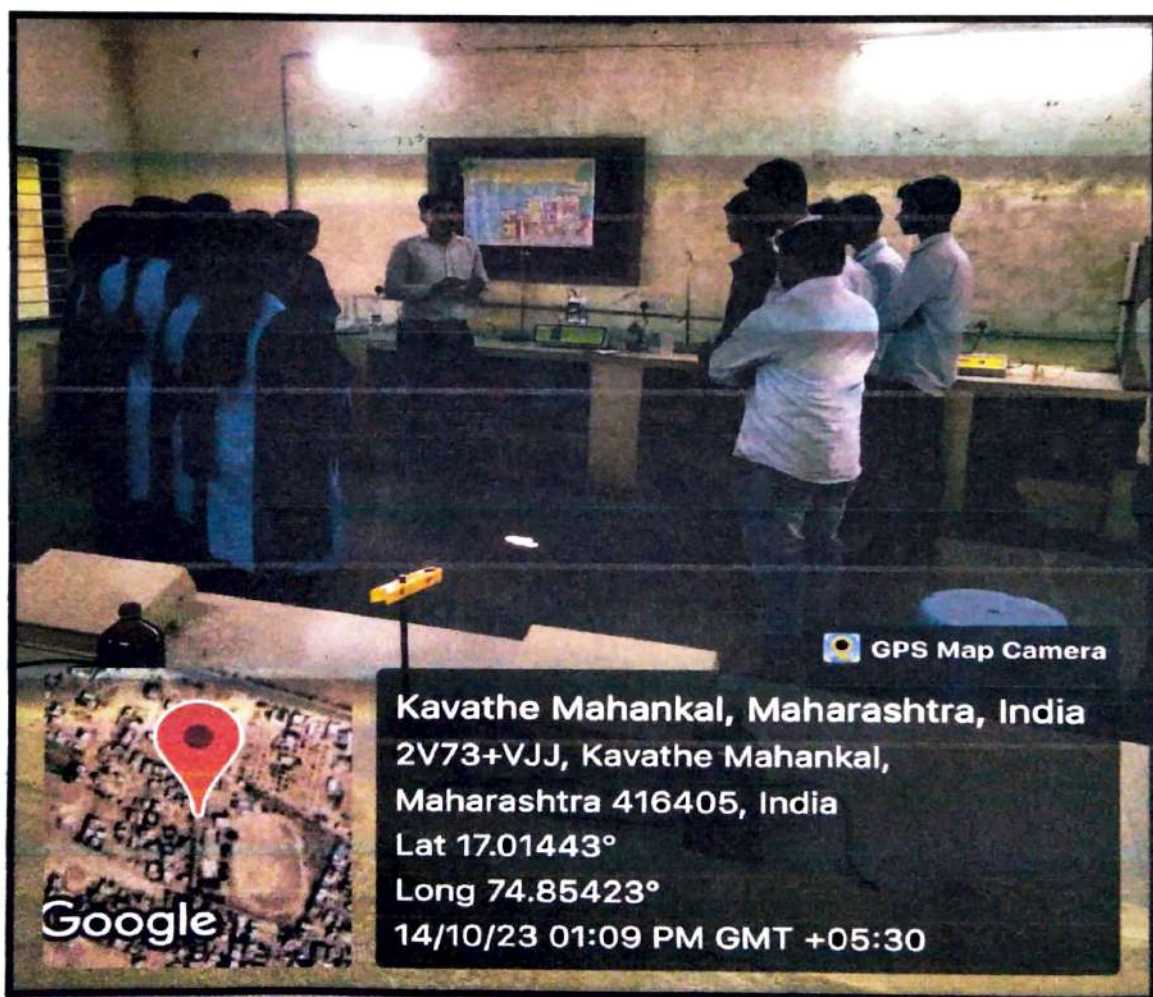 GPS Map Camera
Kavathe Mahankal, Maharashtra, India
2V73+VJJ, Kavathe Mahankal,
Maharashtra 416405, India
Lat 17.01443°
Long 74.85423°
14/10/23 01:09 PM GMT +05:30
Google